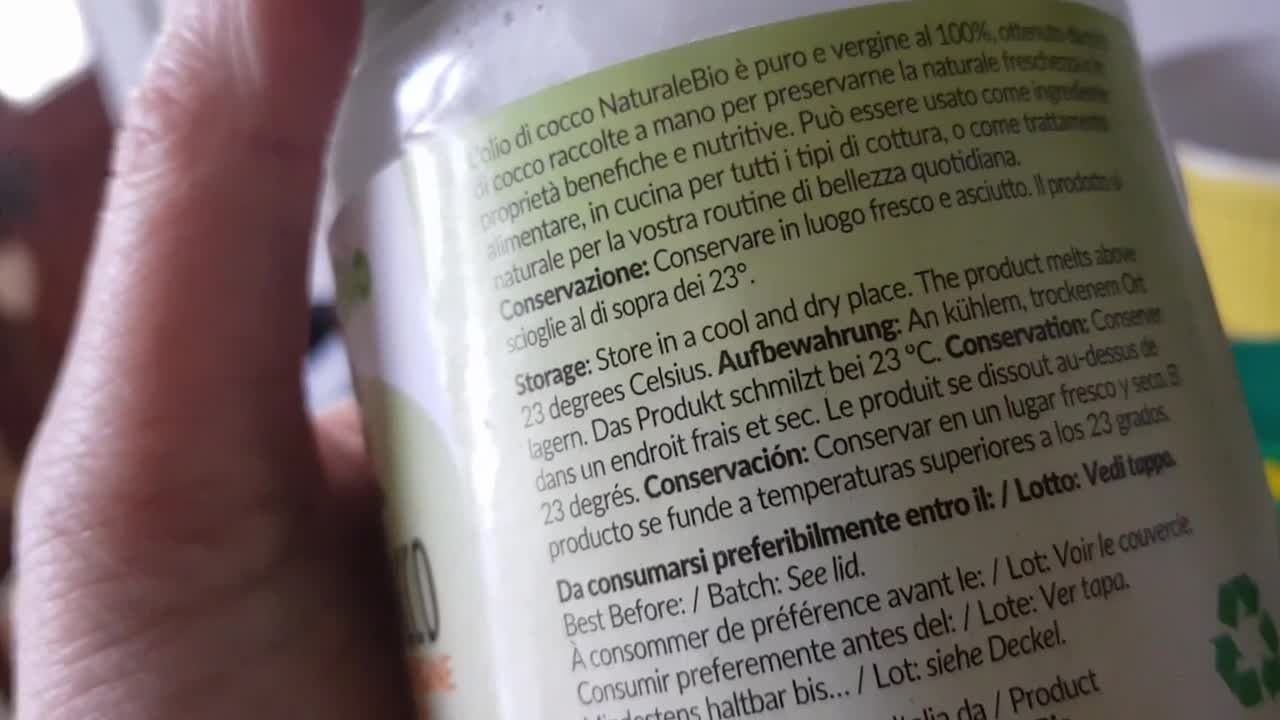 L'olio di cocco NaturaleBio è puro e vergine al 100%, ottenuto
di cocco raccolte a mano per preservarne la naturale freschezza
proprietà benefiche e nutritive. Può essere usato come ingrediente
alimentare, in cucina per tutti i tipi di cottura, o come trattamento
naturale per la vostra routine di bellezza quotidiana.
Conservazione: Conservare in luogo fresco e asciutto. Il prodotto si
scioglie al di sopra dei 23°.
Storage: Store in a cool and dry place. The product melts above
23 degrees Celsius. Aufbewahrung: An kühlem, trockenem Ort
lagern. Das Produkt schmilzt bei 23 °C. Conservation: Conserver
dans un endroit frais et sec. Le produit se dissout au-dessus de
23 degrés. Conservación: Conservar en un lugar fresco y seco. El
producto se funde a temperaturas superiores a los 23 grados.
Da consumarsi preferibilmente entro il: / Lotto: Vedi tappo.
Best Before: / Batch: See lid.
À consommer de préférence avant le: / Lot: Voir le couvercle.
Consumir preferemente antes del: / Lote: Ver tapa.
Mindestens haltbar bis... / Lot: siehe Deckel.
da / Product